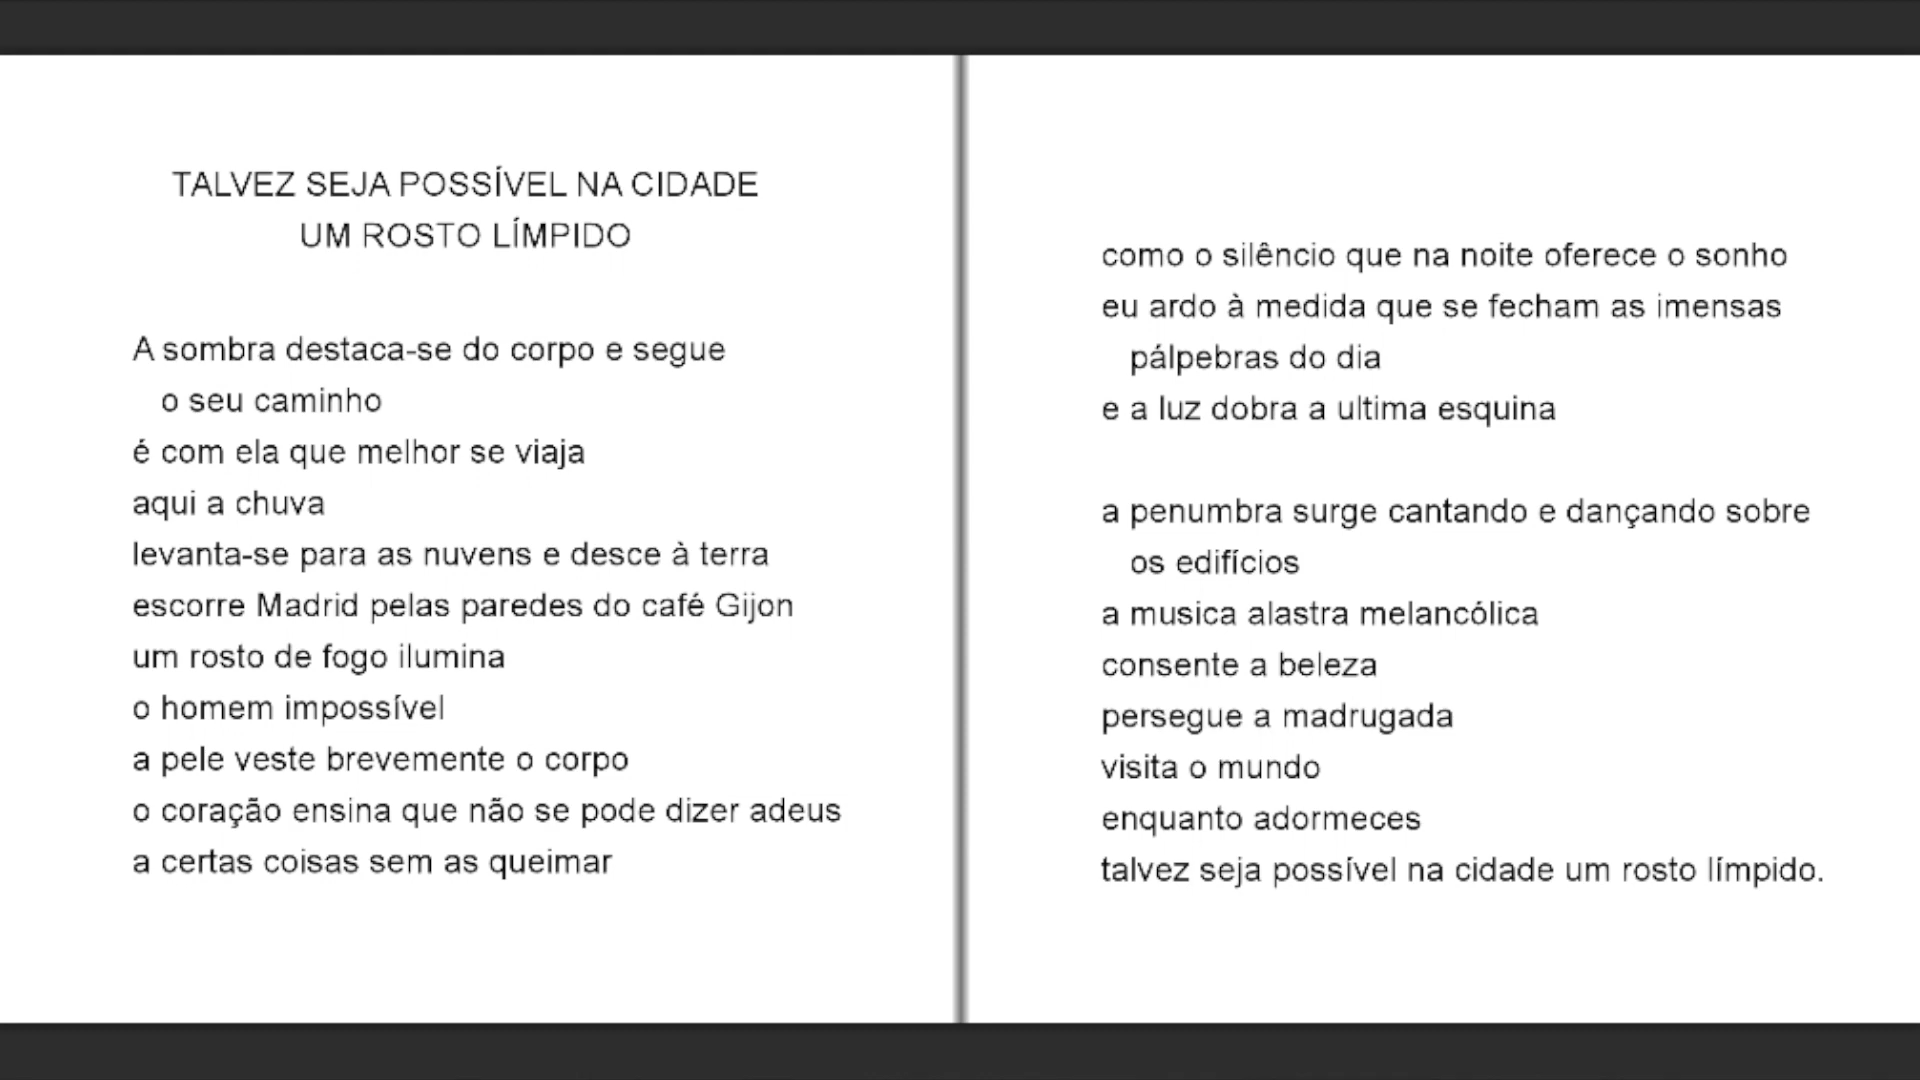 TALVEZ SEJA POSSÍVEL NA CIDADE
UM ROSTO LÍMPIDO
A sombra destaca-se do corpo e segue
o seu caminho
é com ela que melhor se viaja
aqui a chuva
levanta-se para as nuvens e desce à terra
escorre Madrid pelas paredes do café Gijon
um rosto de fogo ilumina
o homem impossível
a pele veste brevemente o corpo
o coração ensina que não se pode dizer adeus
a certas coisas sem as queimar
como o silêncio que na noite oferece o sonho
eu ardo à medida que se fecham as imensas
pálpebras do dia
e a luz dobra a ultima esquina
a penumbra surge cantando e dançando sobre
os edifícios
a musica alastra melancólica
consente a beleza
persegue a madrugada
visita o mundo
enquanto adormeces
talvez seja possível na cidade um rosto límpido.